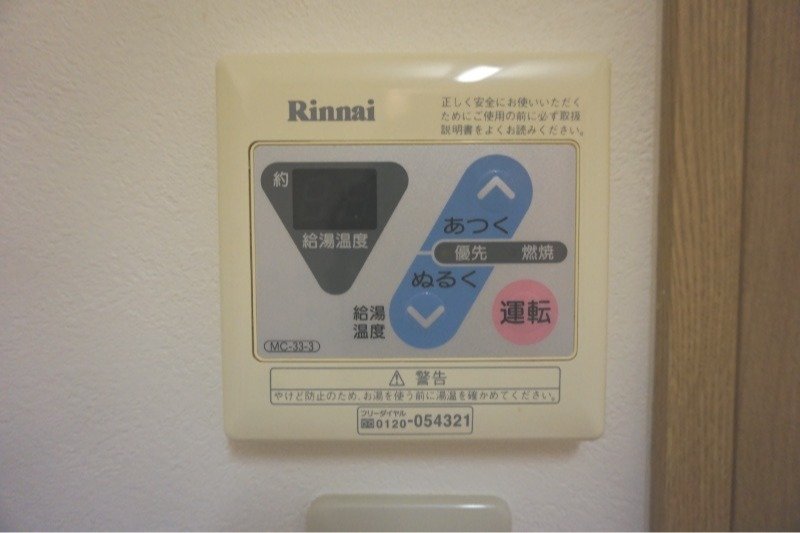 Rinnai
正しく安全にお使いいただく
ためにご使用の前に必ず取扱
説明書をよくお読みください。
約
給湯温度
あつく
優先 燃焼
ぬるく
給湯
温度
運転
MC-33-3
⚠ 警告
やけど防止のため、お湯を使う前に湯温を確かめてください。
フリーダイヤル
0120-054321